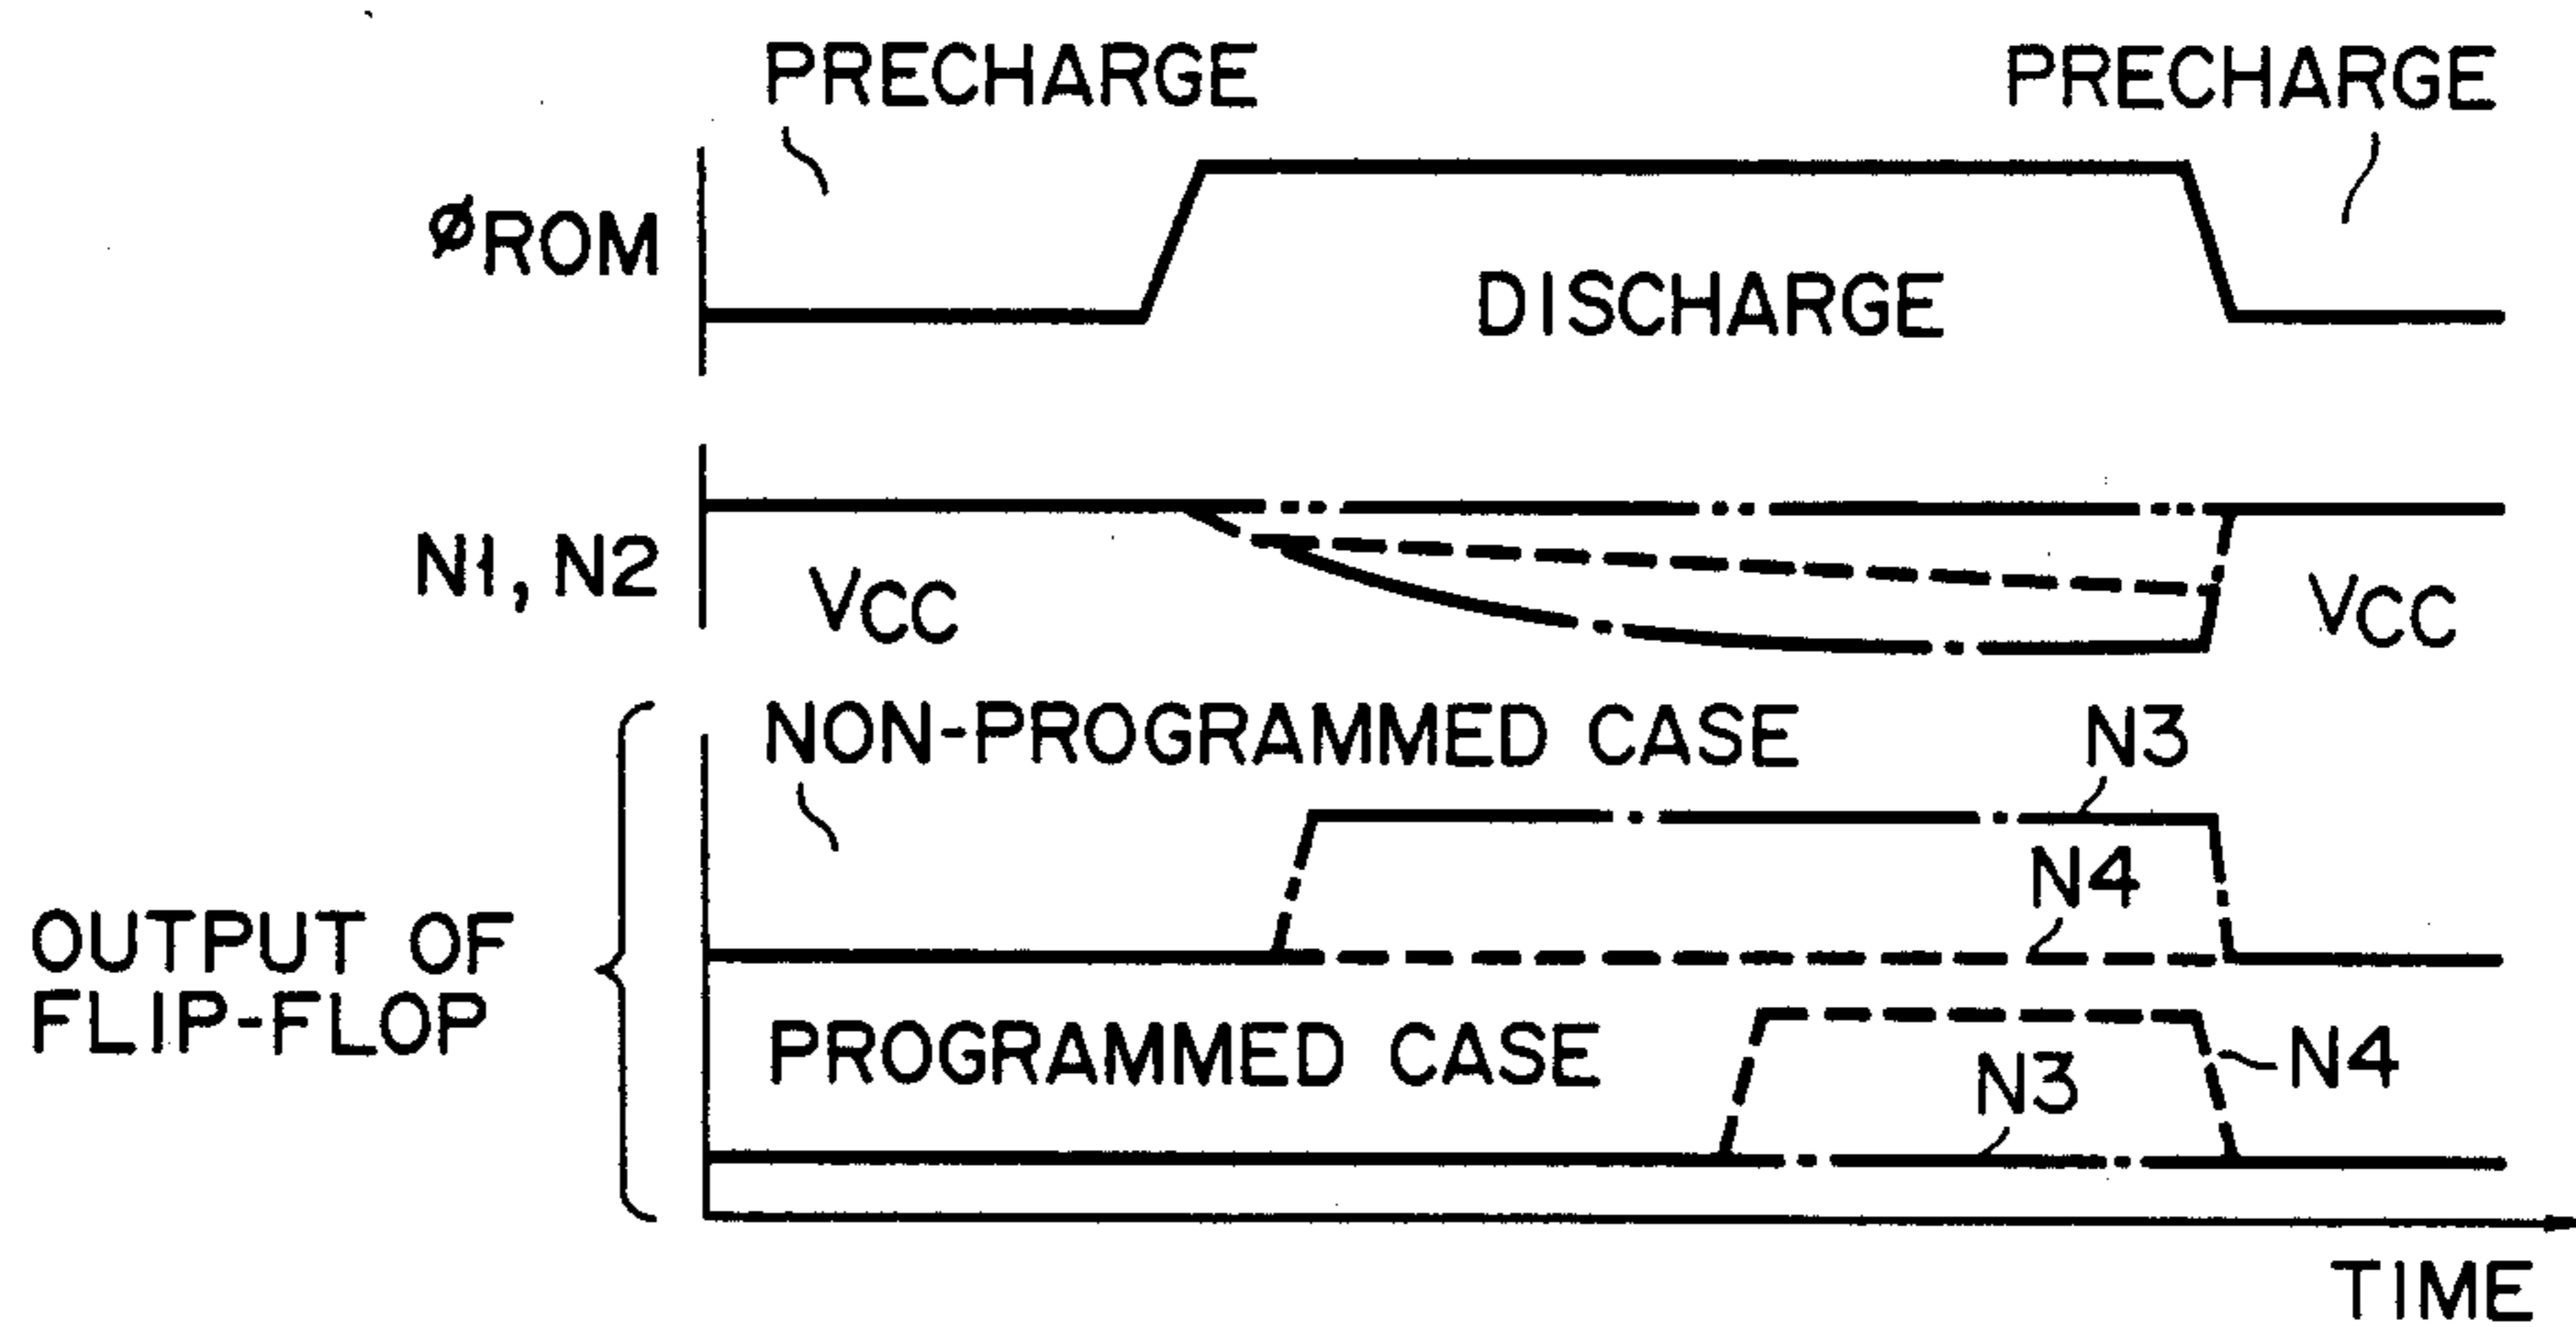 PRECHARGE
PRECHARGE
øROM
DISCHARGE
N1, N2
VCC
VCC
NON-PROGRAMMED CASE
N3
N4
OUTPUT OF
FLIP-FLOP
PROGRAMMED CASE
N3
N4
TIME